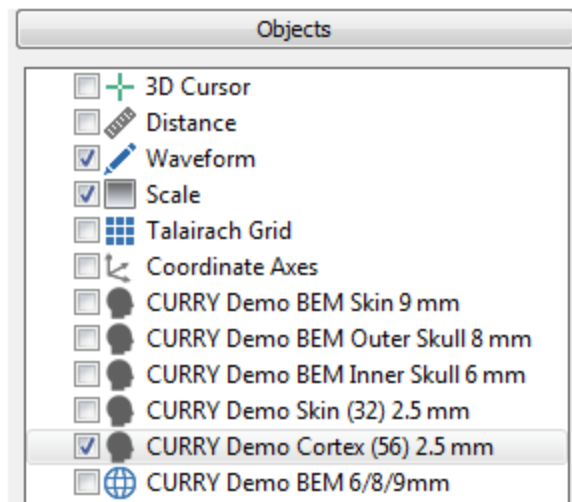 Objects
3D Cursor
Distance
Waveform
Scale
Talairach Grid
Coordinate Axes
CURRY Demo BEM Skin 9 mm
CURRY Demo BEM Outer Skull 8 mm
CURRY Demo BEM Inner Skull 6 mm
CURRY Demo Skin (32) 2.5 mm
CURRY Demo Cortex (56) 2.5 mm
CURRY Demo BEM 6/8/9mm